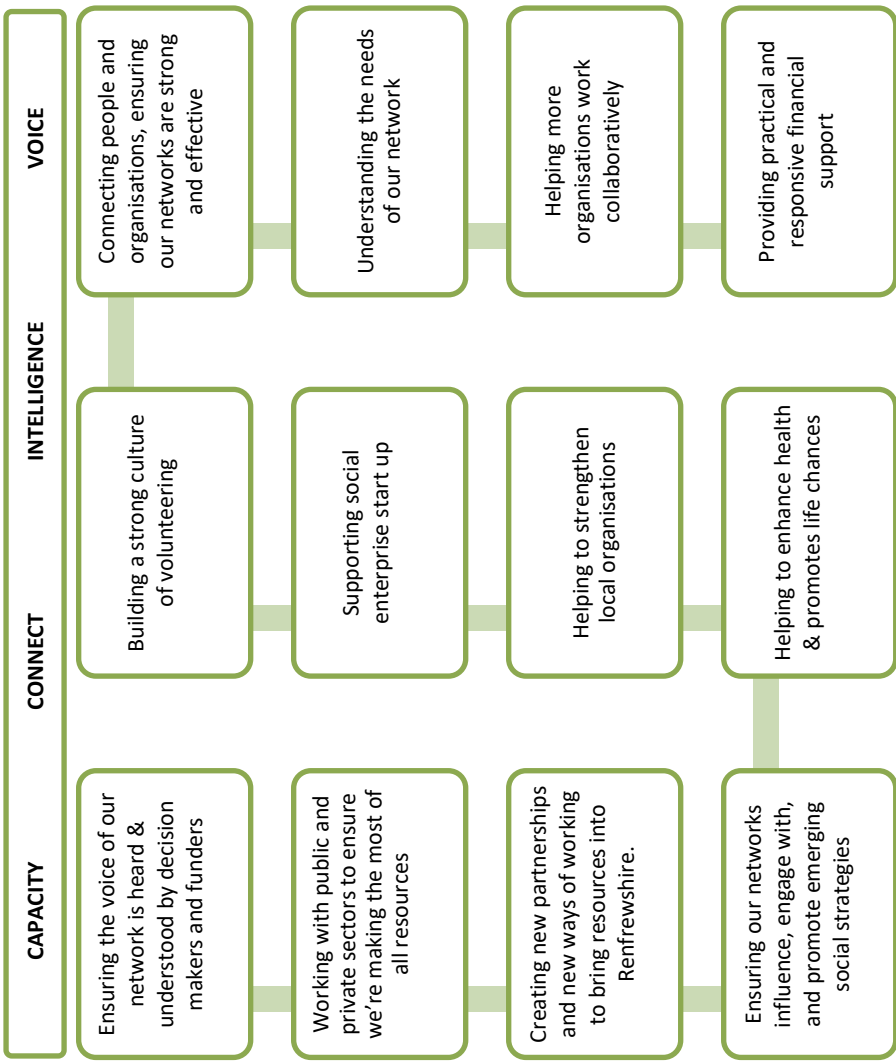 CAPACITY CONNECT INTELLIGENCE VOICE
Ensuring the voice of our
network is heard &
understood by decision
makers and funders
Working with public and
private sectors to ensure
we’re making the most of
all resources
Creating new partnerships
and new ways of working
to bring resources into
Renfrewshire.
Ensuring our networks
influence, engage with,
and promote emerging
social strategies
Building a strong culture
of volunteering
Supporting social
enterprise start up
Helping to strengthen
local organisations
Helping to enhance health
& promotes life chances
Connecting people and
organisations, ensuring
our networks are strong
and effective
Understanding the needs
of our network
Helping more
organisations work
collaboratively
Providing practical and
responsive financial
support